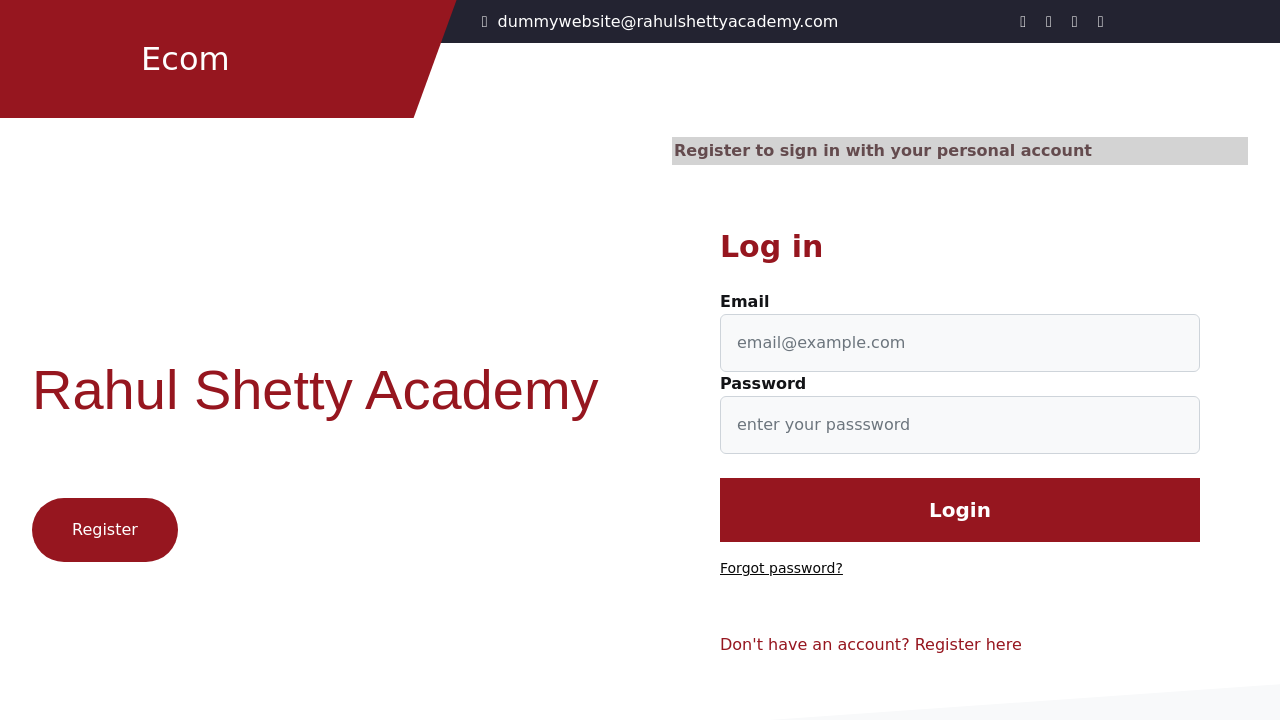 Ecom
dummywebsite@rahulshettyacademy.com
Register to sign in with your personal account
Log in
Email
email@example.com
Password
enter your passsword
Login
Forgot password?
Don't have an account? Register here
Rahul Shetty Academy
Register